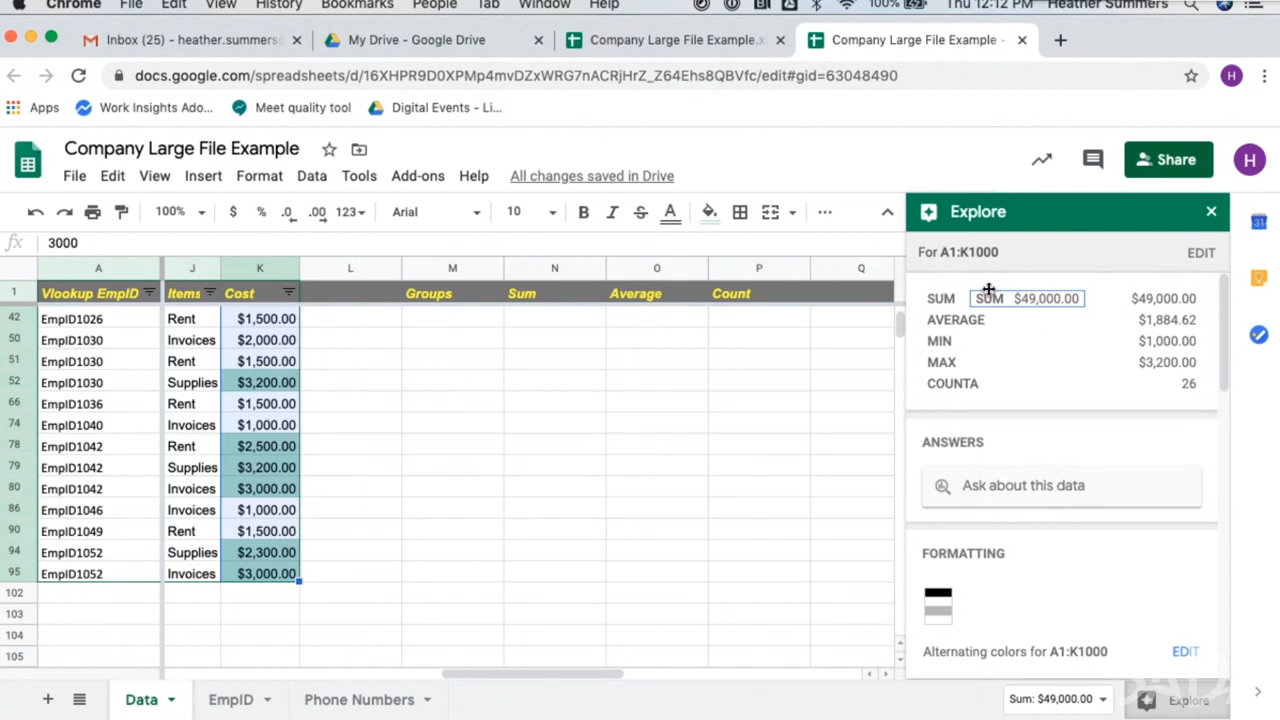 Chrome File Edit View History Bookmarks People Tab Window Help 100% Thu 12:12 PM Heather Summers
Inbox (25) - heather.summers@ My Drive - Google Drive Company Large File Example.x Company Large File Example -
docs.google.com/spreadsheets/d/16XHPR9D0XPMp4mvDZxWRG7nACRjHrZ_Z64Ehs8QBVfc/edit#gid=63048490 H
Apps Work Insights Ado... Meet quality tool Digital Events - Li...
Company Large File Example
Share H
File Edit View Insert Format Data Tools Add-ons Help All changes saved in Drive
100% $ % .0 .00 123 Arial 10 B I S A ...
Explore
fx 3000
For A1:K1000 EDIT
A J K L M N O P Q
1 Vlookup EmpID Items Cost Groups Sum Average Count
42 EmpID1026 Rent $1,500.00
50 EmpID1030 Invoices $2,000.00
51 EmpID1030 Rent $1,500.00
52 EmpID1030 Supplies $3,200.00
66 EmpID1036 Rent $1,500.00
74 EmpID1040 Invoices $1,000.00
78 EmpID1042 Rent $2,500.00
79 EmpID1042 Supplies $3,200.00
80 EmpID1042 Invoices $3,000.00
86 EmpID1046 Invoices $1,000.00
90 EmpID1049 Rent $1,500.00
94 EmpID1052 Supplies $2,300.00
95 EmpID1052 Invoices $3,000.00
102
103
104
105
SUM SUM $49,000.00 $49,000.00
AVERAGE $1,884.62
MIN $1,000.00
MAX $3,200.00
COUNTA 26
ANSWERS
Ask about this data
FORMATTING
Alternating colors for A1:K1000 EDIT
31
Data EmpID Phone Numbers Sum: $49,000.00 Explore